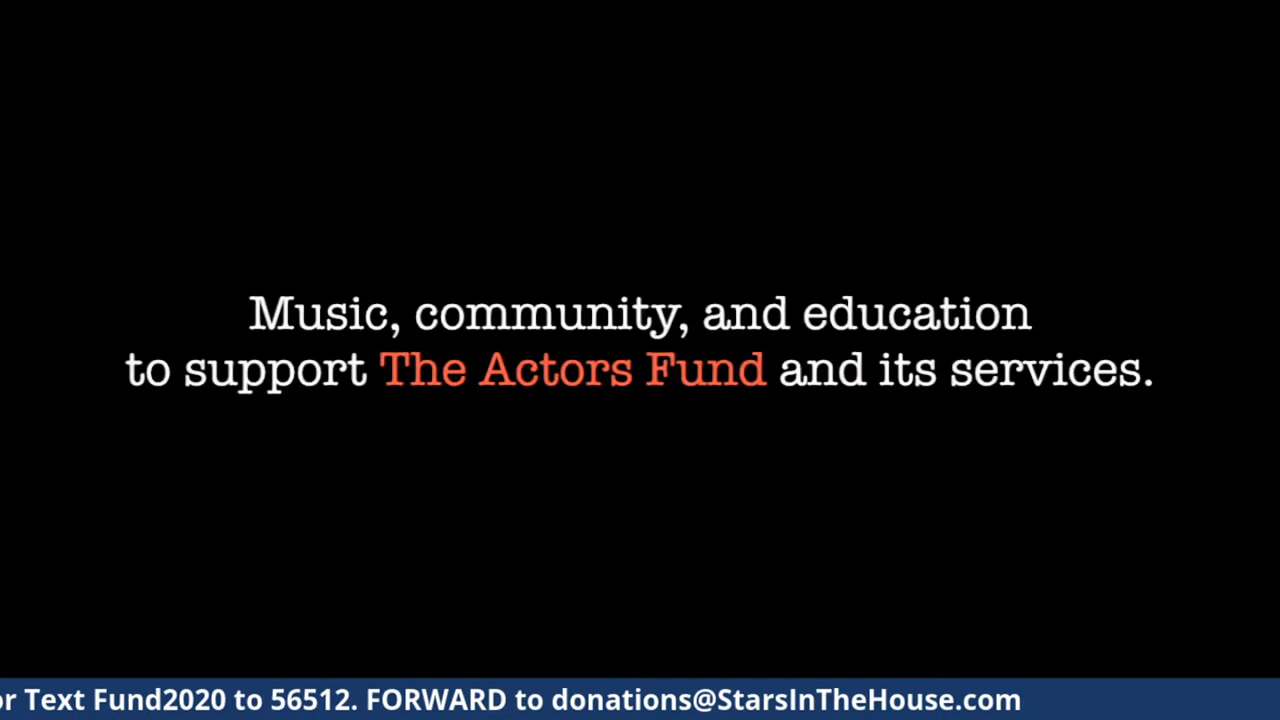 Music, community, and education
to support The Actors Fund and its services.
or Text Fund2020 to 56512. FORWARD to donations@StarsInTheHouse.com